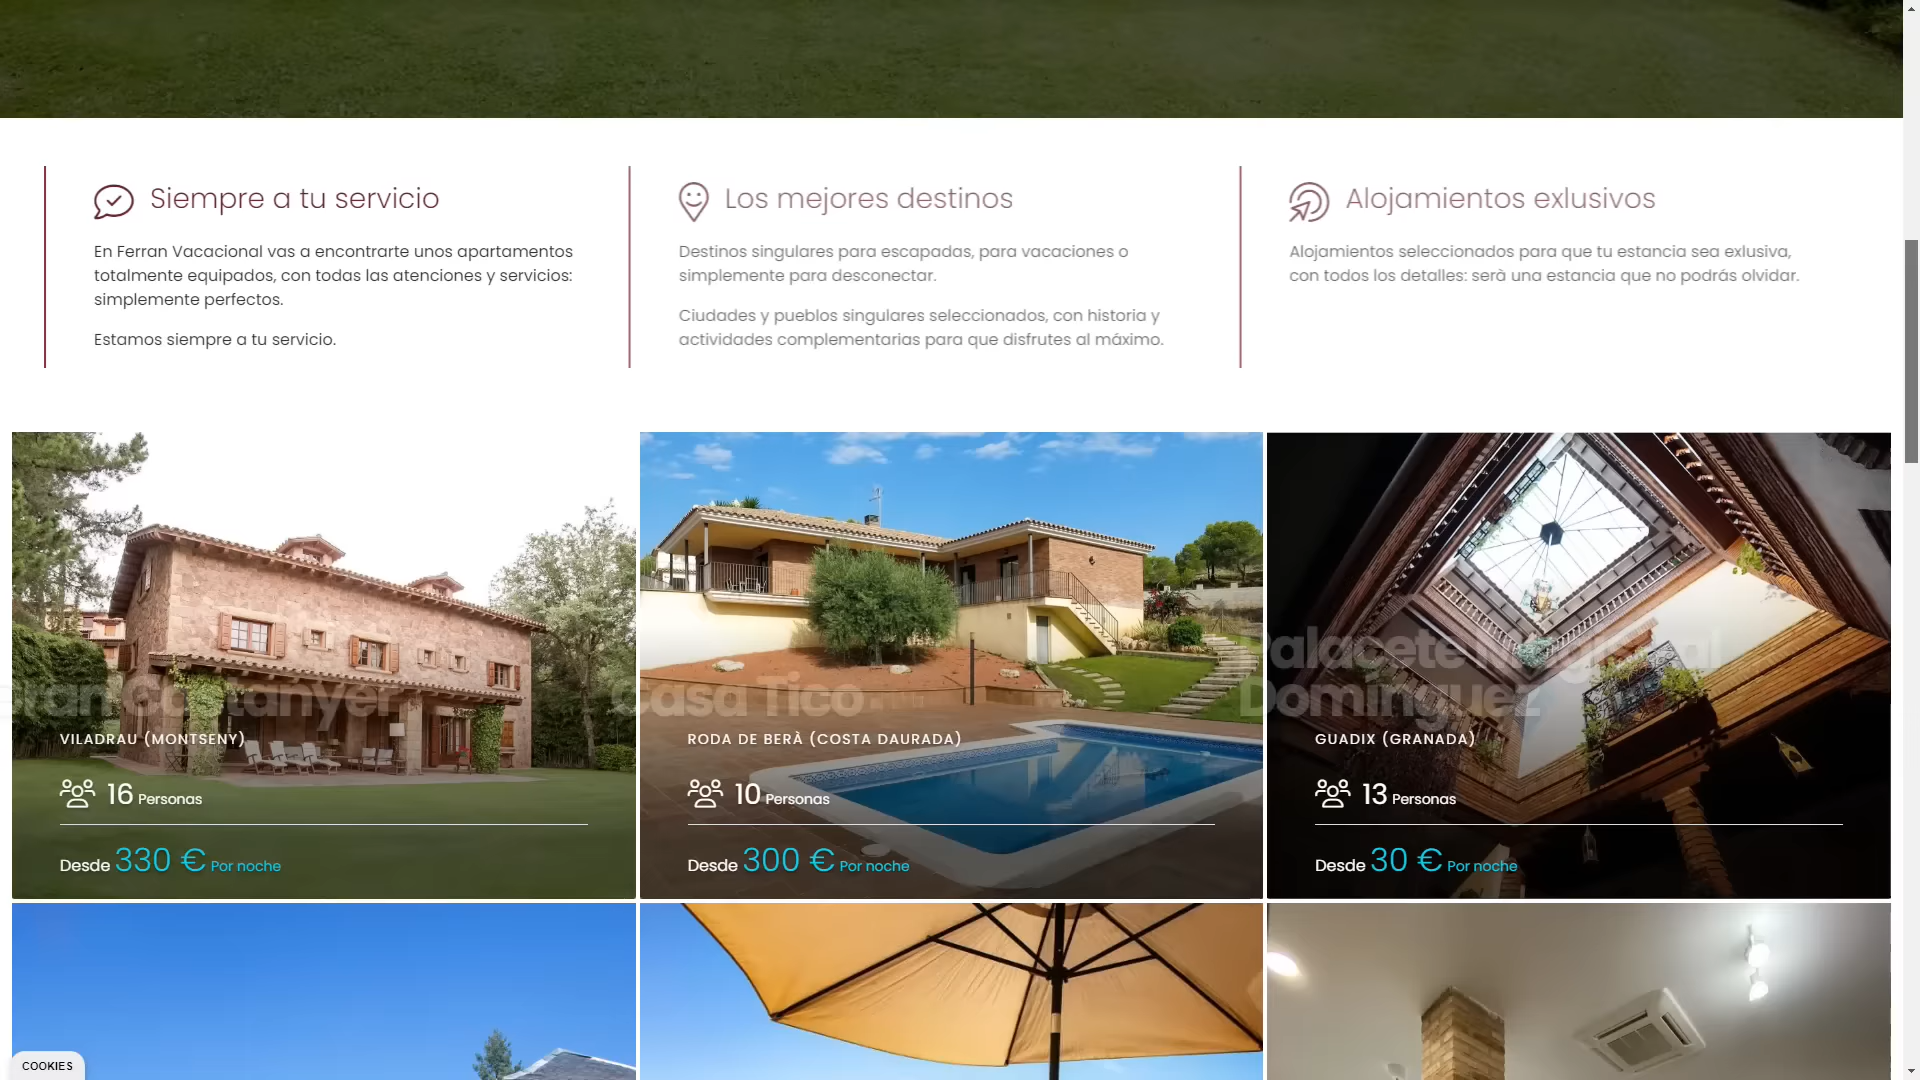 Siempre a tu servicio
En Ferran Vacacional vas a encontrarte unos apartamentos
totalmente equipados, con todas las atenciones y servicios:
simplemente perfectos.
Estamos siempre a tu servicio.
Los mejores destinos
Destinos singulares para escapadas, para vacaciones o
simplemente para desconectar.
Ciudades y pueblos singulares seleccionados, con historia y
actividades complementarias para que disfrutes al máximo.
Alojamientos exlusivos
Alojamientos seleccionados para que tu estancia sea exlusiva,
con todos los detalles: serà una estancia que no podrás olvidar.
VILADRAU (MONTSENY)
16 Personas
Desde 330 € Por noche
Casa Tico
RODA DE BERÀ (COSTA DAURADA)
10 Personas
Desde 300 € Por noche
Palacete
Dominguez
GUADIX (GRANADA)
13 Personas
Desde 30 € Por noche
COOKIES